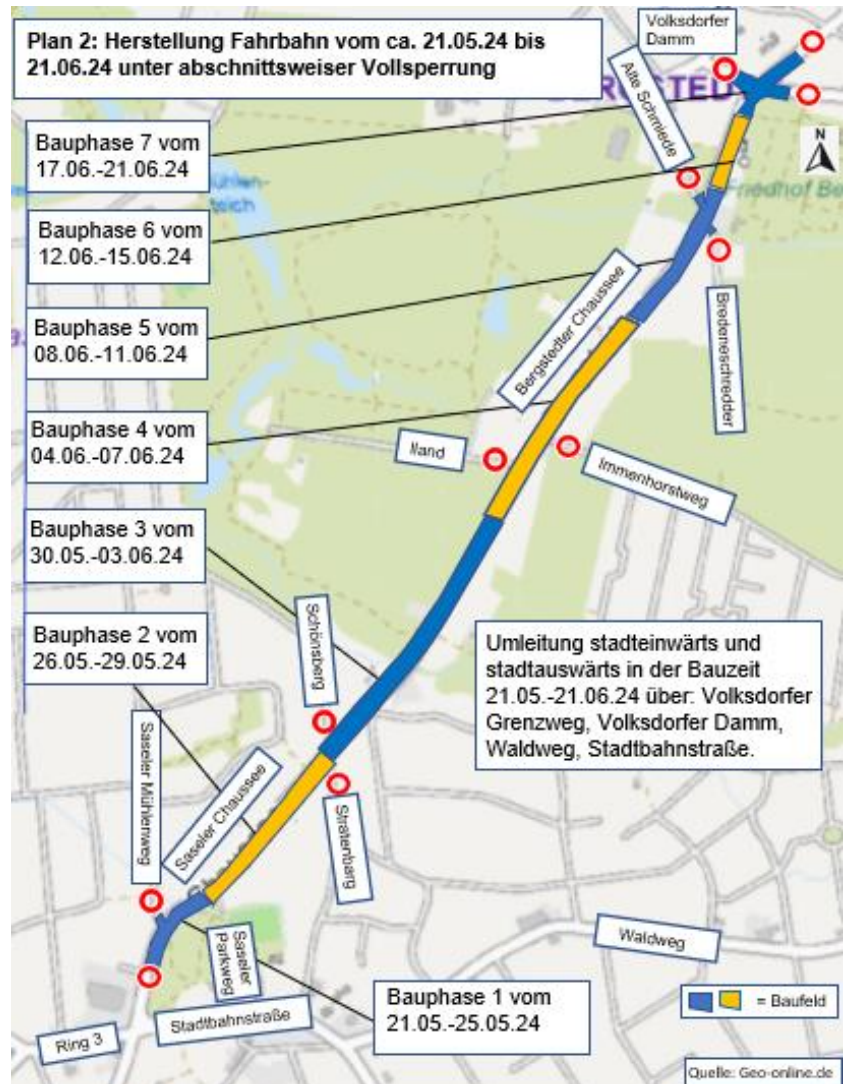 Plan 2: Herstellung Fahrbahn vom ca. 21.05.24 bis
21.06.24 unter abschnittsweiser Vollsperrung
Volksdorfer
Damm
Alte Schmiede
Bauphase 7 vom
17.06.-21.06.24
N
Bauphase 6 vom
12.06.-15.06.24
Friedhof Be
Bauphase 5 vom
08.06.-11.06.24
Bergstedter Chaussee
Bredeneschredder
Bauphase 4 vom
04.06.-07.06.24
Iland
Immenhorstweg
Bauphase 3 vom
30.05.-03.06.24
Schönsberg
Bauphase 2 vom
26.05.-29.05.24
Umleitung stadteinwärts und
stadtauswärts in der Bauzeit
21.05.-21.06.24 über: Volksdorfer
Grenzweg, Volksdorfer Damm,
Waldweg, Stadtbahnstraße.
Saseler
Mühlenweg
Saseler Chaussee
Stratenbarg
Saseler
Parkweg
Waldweg
Bauphase 1 vom
21.05.-25.05.24
Stadtbahnstraße
Ring 3
= Baufeld
Quelle: Geo-online.de